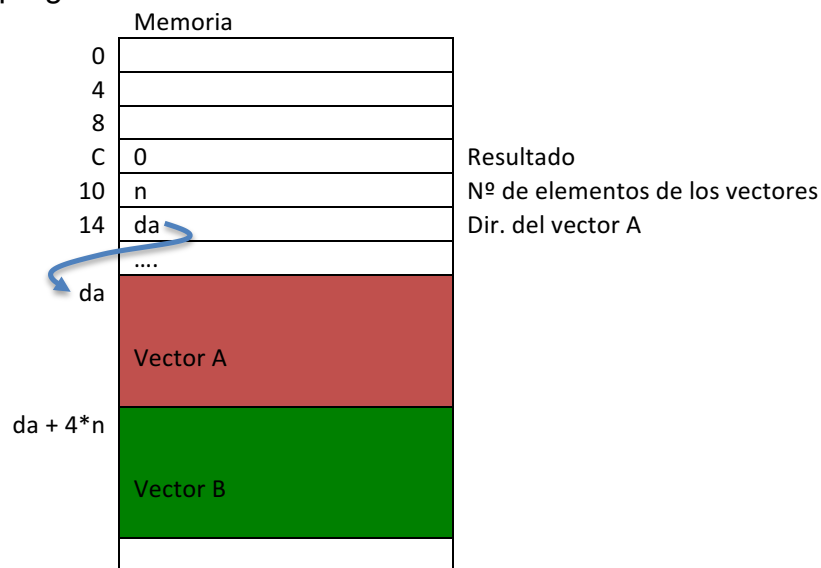 Memoria
0
4
8
C 0 Resultado
10 n Nº de elementos de los vectores
14 da Dir. del vector A
....
da
Vector A
da + 4*n
Vector B